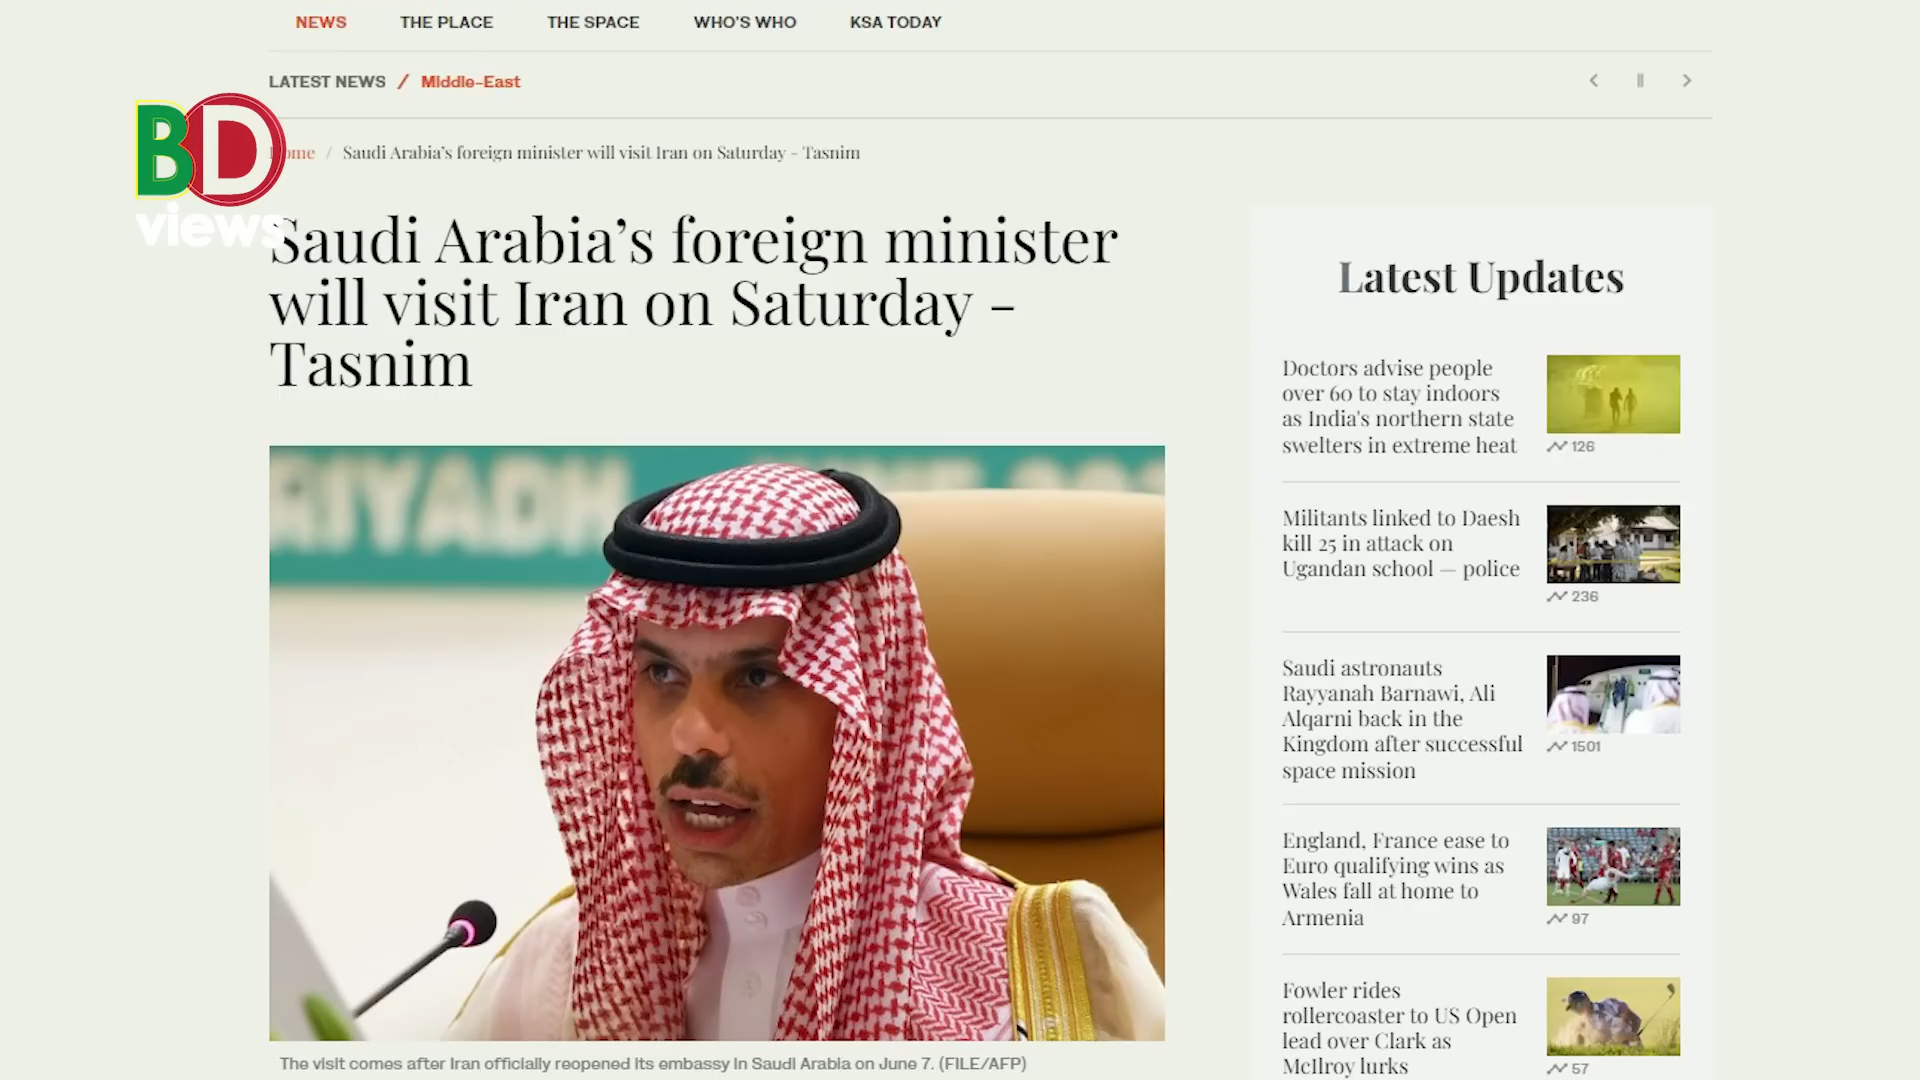 NEWS THE PLACE THE SPACE WHO'S WHO KSA TODAY
LATEST NEWS / Middle-East
BD
views
Home / Saudi Arabia's foreign minister will visit Iran on Saturday - Tasnim
Saudi Arabia's foreign minister
will visit Iran on Saturday -
Tasnim
RIYADH
The visit comes after Iran officially reopened its embassy in Saudi Arabia on June 7. (FILE/AFP)
Latest Updates
Doctors advise people
over 60 to stay indoors
as India's northern state
swelters in extreme heat
126
Militants linked to Daesh
kill 25 in attack on
Ugandan school — police
236
Saudi astronauts
Rayyanah Barnawi, Ali
Alqarni back in the
Kingdom after successful
space mission
1501
England, France ease to
Euro qualifying wins as
Wales fall at home to
Armenia
97
Fowler rides
rollercoaster to US Open
lead over Clark as
McIlroy lurks
57